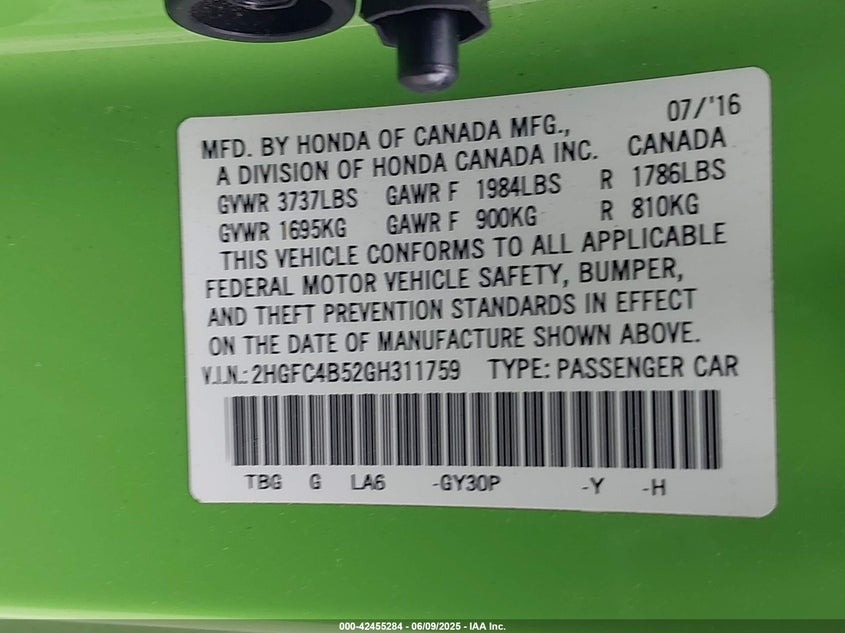 07/'16
MFD. BY HONDA OF CANADA MFG.,
A DIVISION OF HONDA CANADA INC. CANADA
GVWR 3737LBS GAWR F 1984LBS R 1786LBS
GVWR 1695KG GAWR F 900KG R 810KG
THIS VEHICLE CONFORMS TO ALL APPLICABLE
FEDERAL MOTOR VEHICLE SAFETY, BUMPER,
AND THEFT PREVENTION STANDARDS IN EFFECT
ON THE DATE OF MANUFACTURE SHOWN ABOVE.
V.I.N.: 2HGFC4B52GH311759 TYPE: PASSENGER CAR
TBG G LA6 -GY30P -Y -H
000-42455284 - 06/09/2025 - IAA Inc.